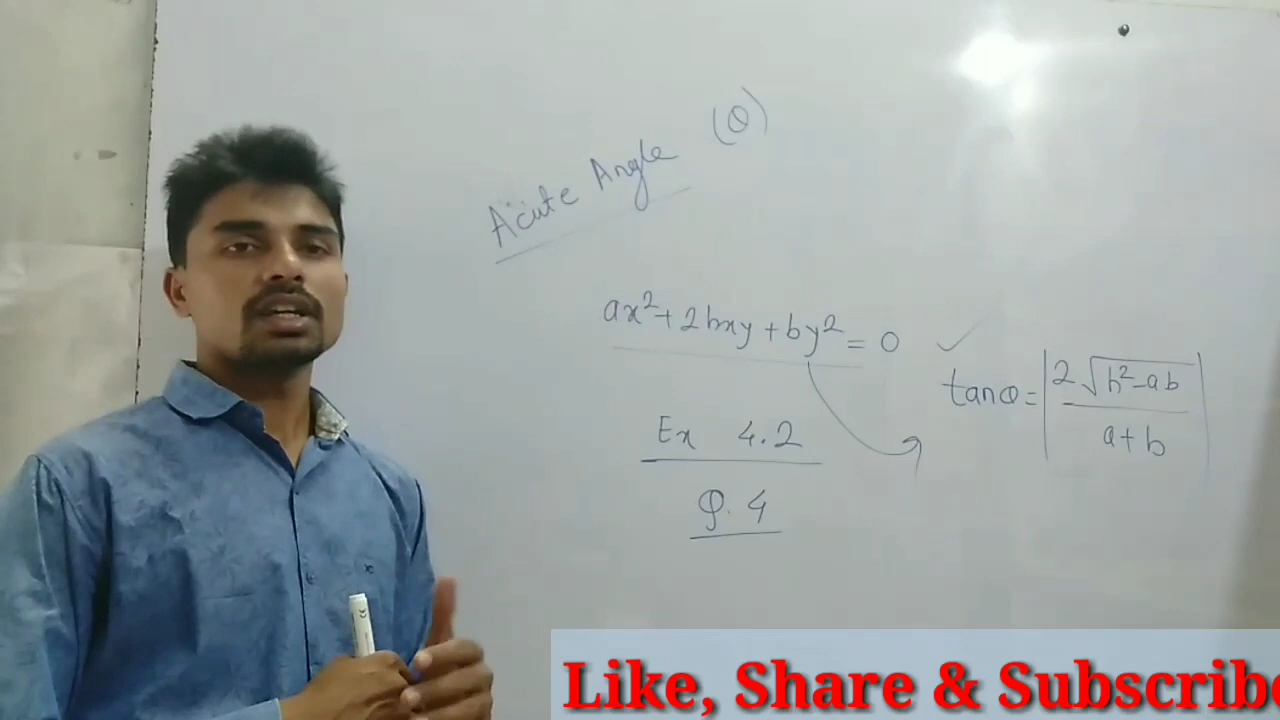 Acute Angle (θ)
ax²+2hxy+by²=0 ✓
tanθ=|2√h²-ab / a+b|
Ex 4.2
Q.4
Like, Share & Subscribe